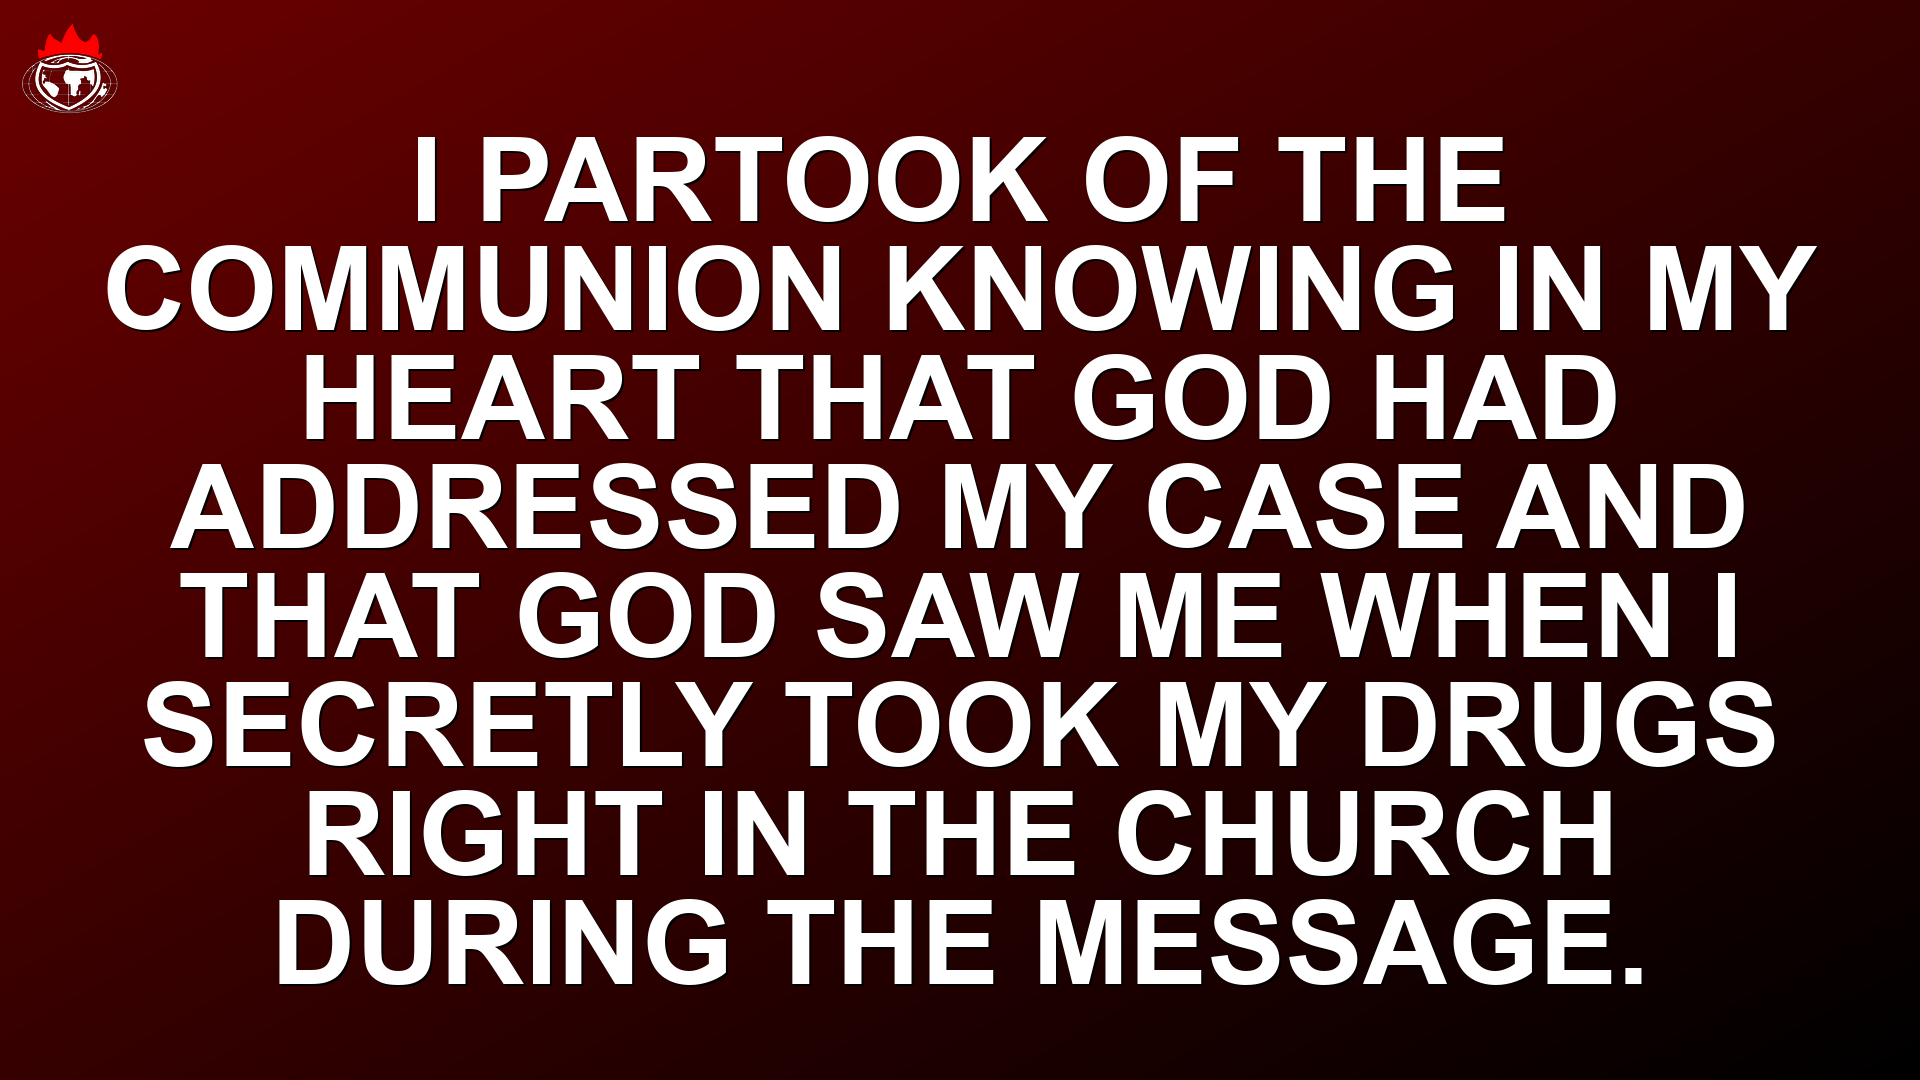 I PARTOOK OF THE
COMMUNION KNOWING IN MY
HEART THAT GOD HAD
ADDRESSED MY CASE AND
THAT GOD SAW ME WHEN I
SECRETLY TOOK MY DRUGS
RIGHT IN THE CHURCH
DURING THE MESSAGE.